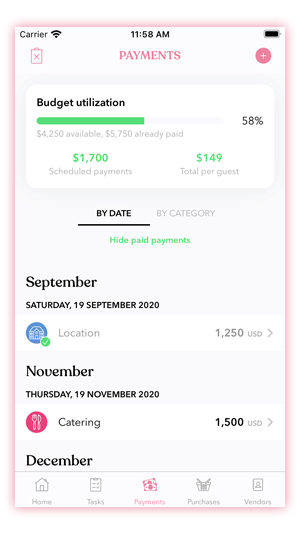 Carrier 11:58 AM
PAYMENTS
Budget utilization
58%
$4,250 available, $5,750 already paid
$1,700 $149
Scheduled payments Total per guest
BY DATE BY CATEGORY
Hide paid payments
September
SATURDAY, 19 SEPTEMBER 2020
Location 1,250 USD
November
THURSDAY, 19 NOVEMBER 2020
Catering 1,500 USD
December
Home Tasks Payments Purchases Vendors